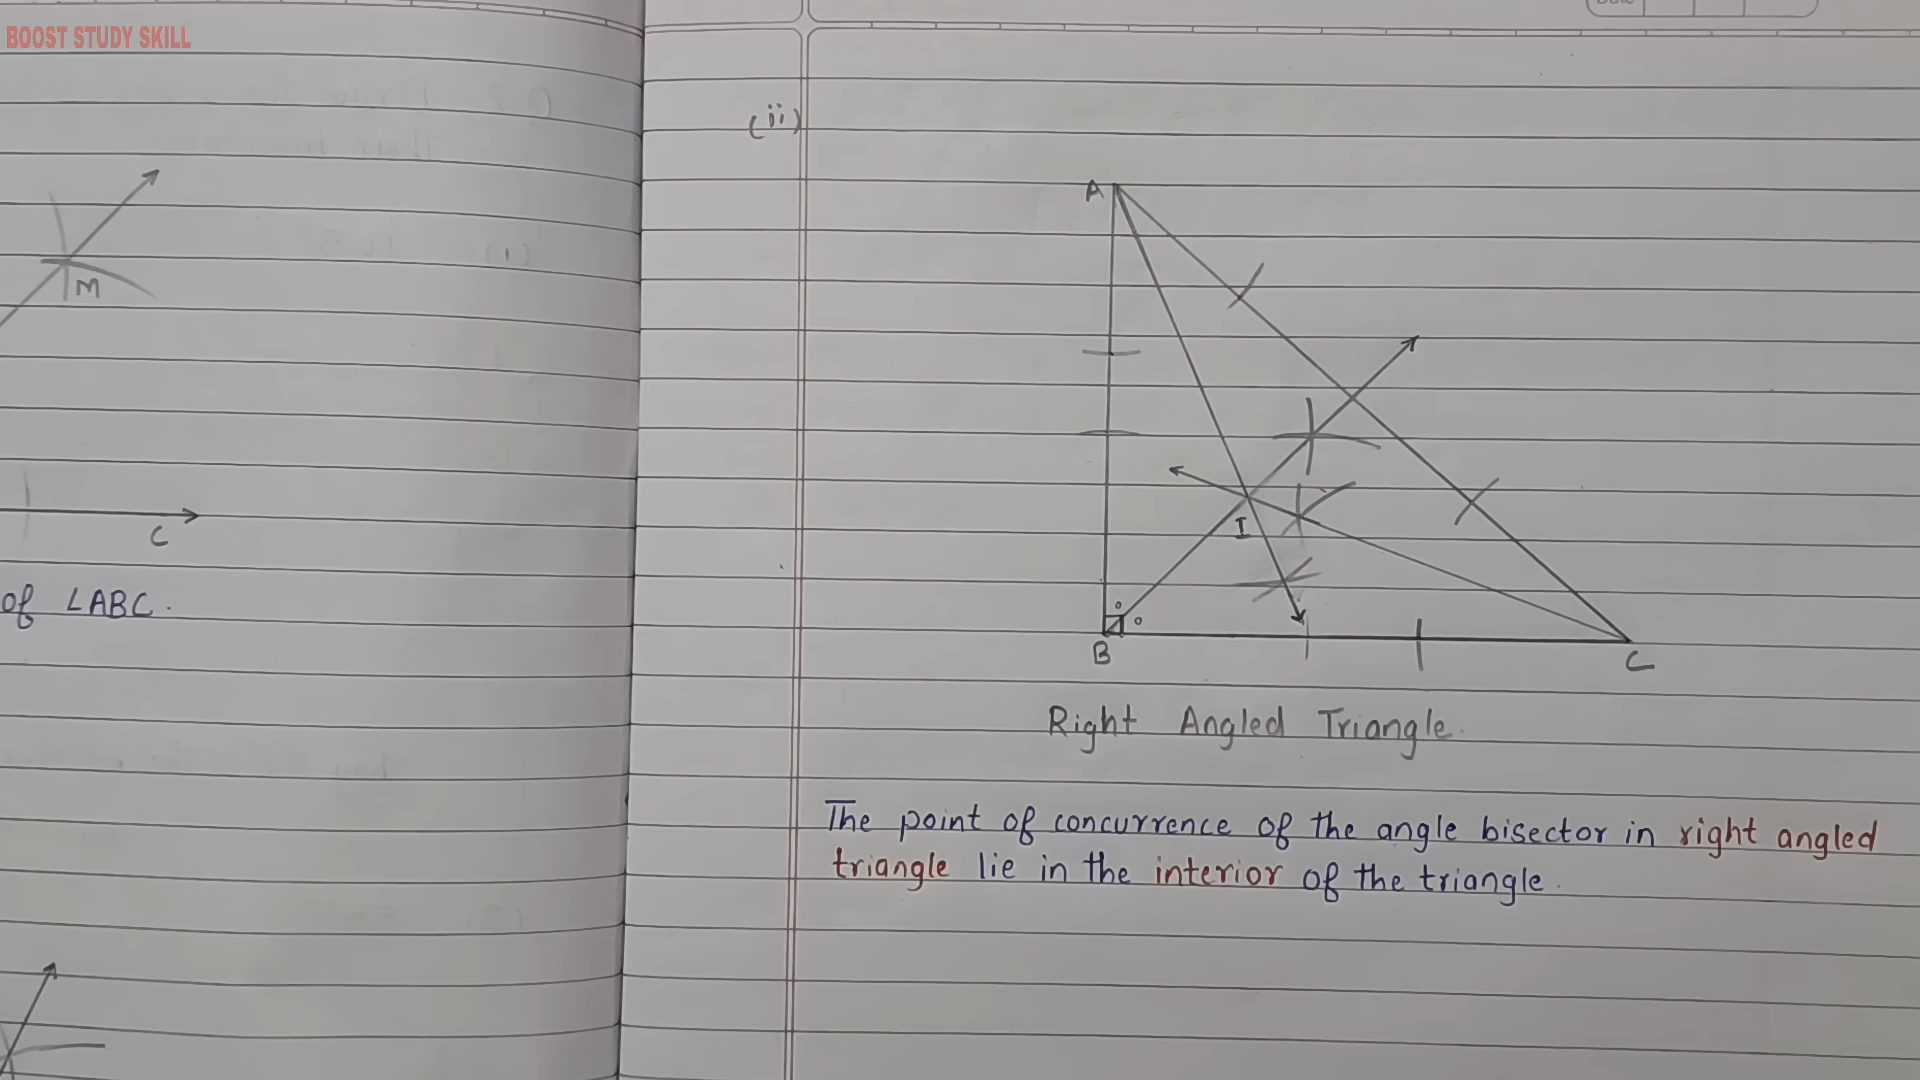 BOOST STUDY SKILL
M
C
of ∠ABC.
(ii)
A
I
B
C
Right Angled Triangle.
The point of concurrence of the angle bisector in right angled
triangle lie in the interior of the triangle.